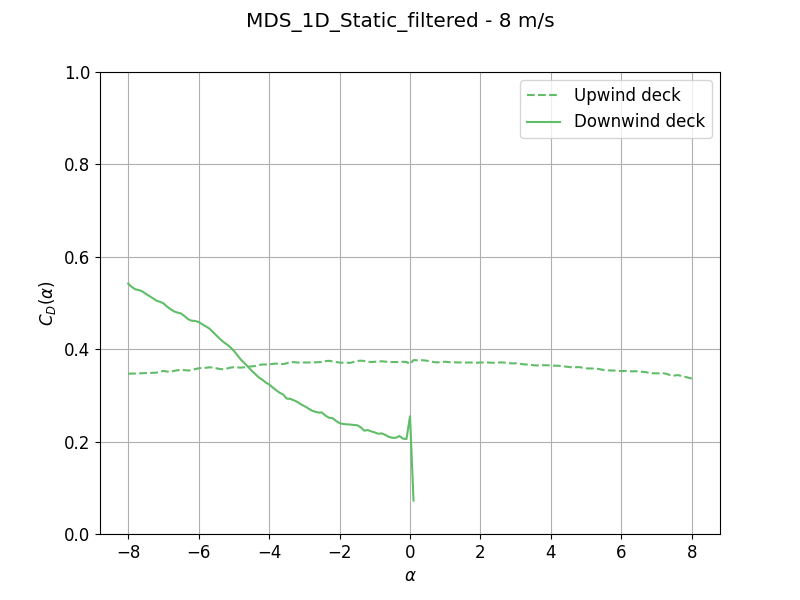 MDS_1D_Static_filtered - 8 m/s
Upwind deck
Downwind deck
1.0
0.8
0.6
0.4
0.2
0.0
C_D(α)
−8 −6 −4 −2 0 2 4 6 8
α